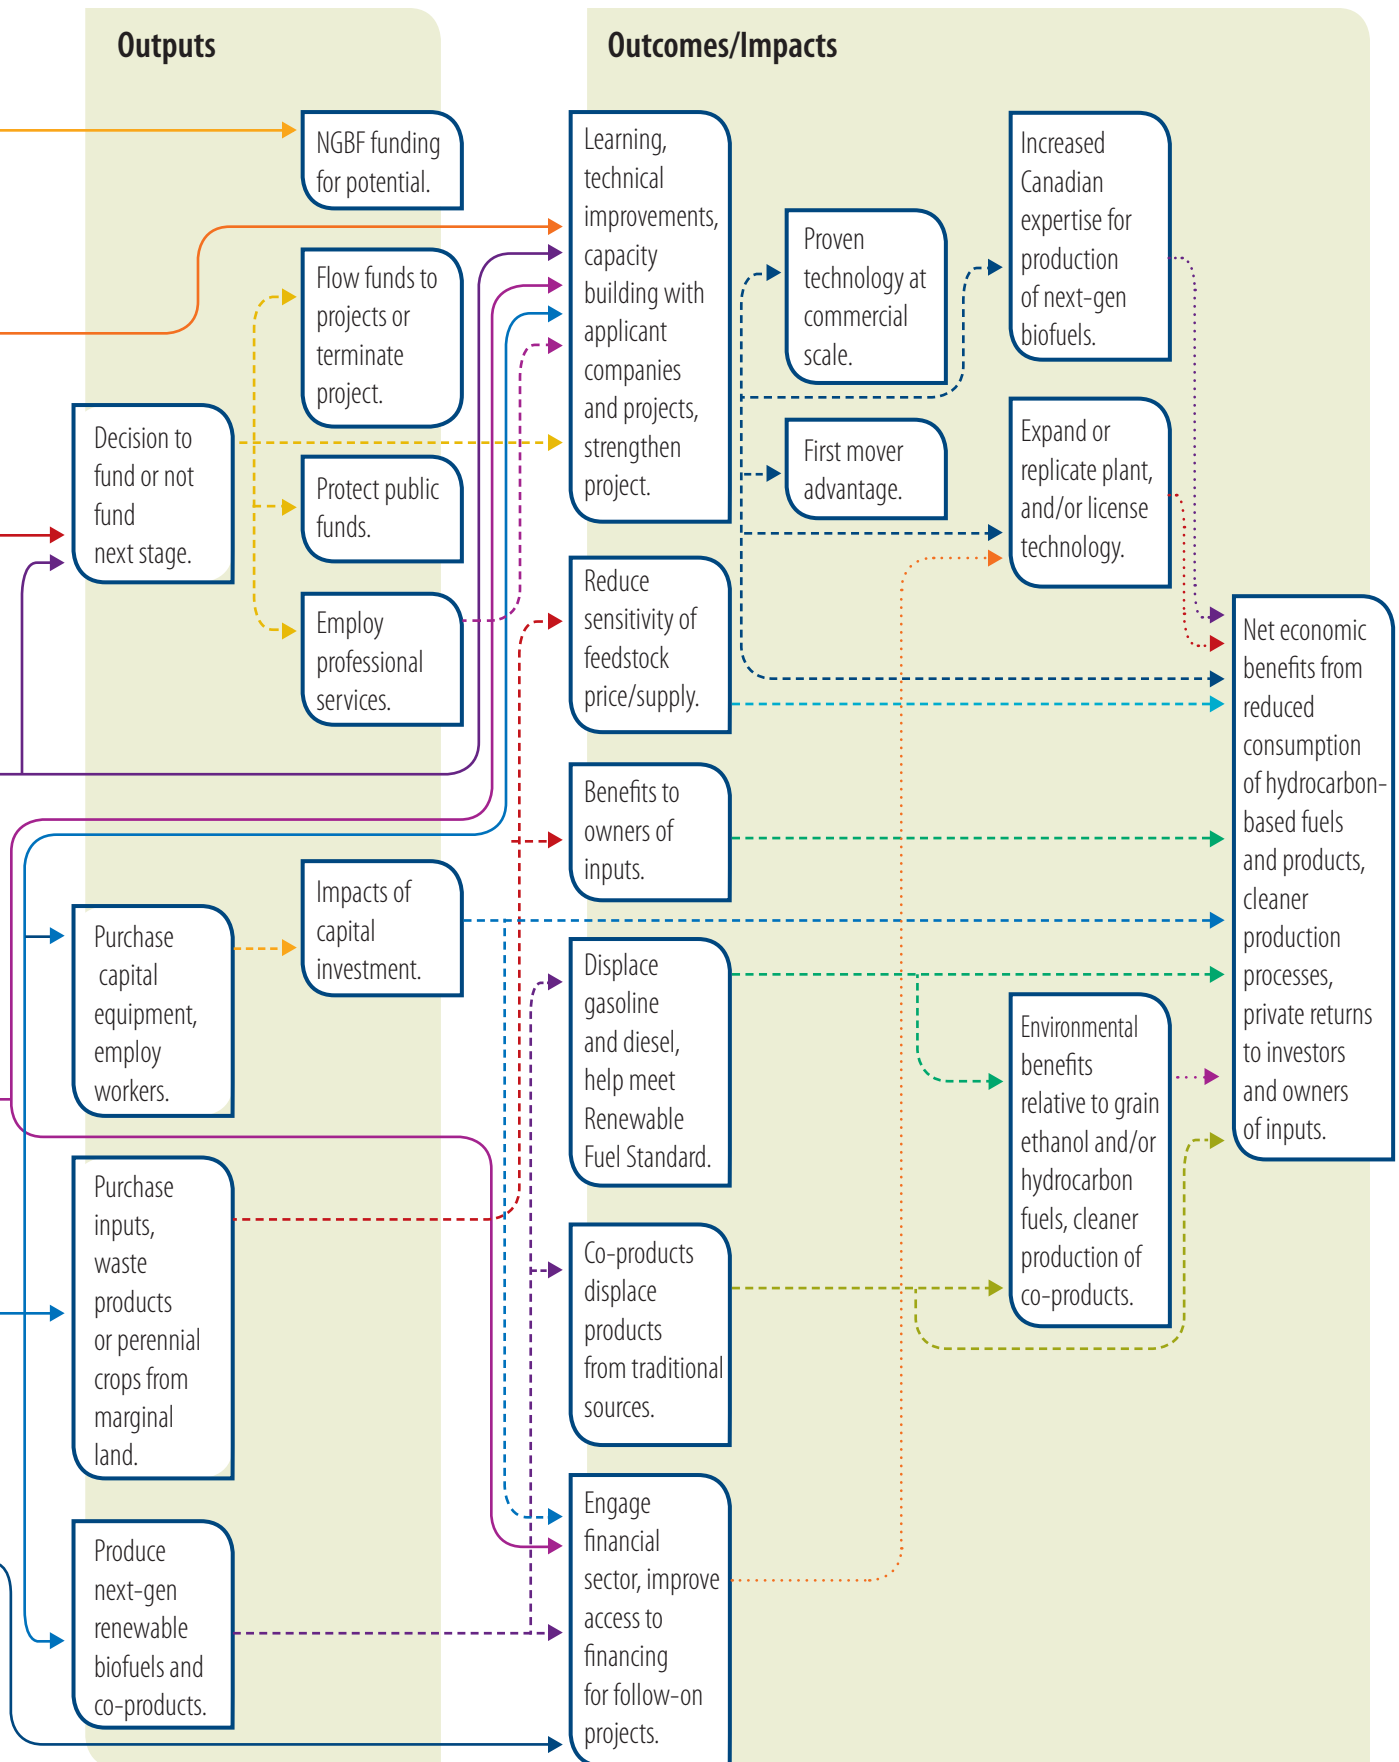 Outputs
Outcomes/Impacts
NGBF funding
for potential.
Flow funds to
projects or
terminate
project.
Decision to
fund or not
fund
next stage.
Protect public
funds.
Employ
professional
services.
Impacts of
capital
investment.
Purchase
capital
equipment,
employ
workers.
Purchase
inputs,
waste
products
or perennial
crops from
marginal
land.
Produce
next-gen
renewable
biofuels and
co-products.
Learning,
technical
improvements,
capacity
building with
applicant
companies
and projects,
strengthen
project.
Reduce
sensitivity of
feedstock
price/supply.
Benefits to
owners of
inputs.
Displace
gasoline
and diesel,
help meet
Renewable
Fuel Standard.
Co-products
displace
products
from traditional
sources.
Engage
financial
sector, improve
access to
financing
for follow-on
projects.
Proven
technology at
commercial
scale.
First mover
advantage.
Increased
Canadian
expertise for
production
of next-gen
biofuels.
Expand or
replicate plant,
and/or license
technology.
Environmental
benefits
relative to grain
ethanol and/or
hydrocarbon
fuels, cleaner
production of
co-products.
Net economic
benefits from
reduced
consumption
of hydrocarbon-
based fuels
and products,
cleaner
production
processes,
private returns
to investors
and owners
of inputs.